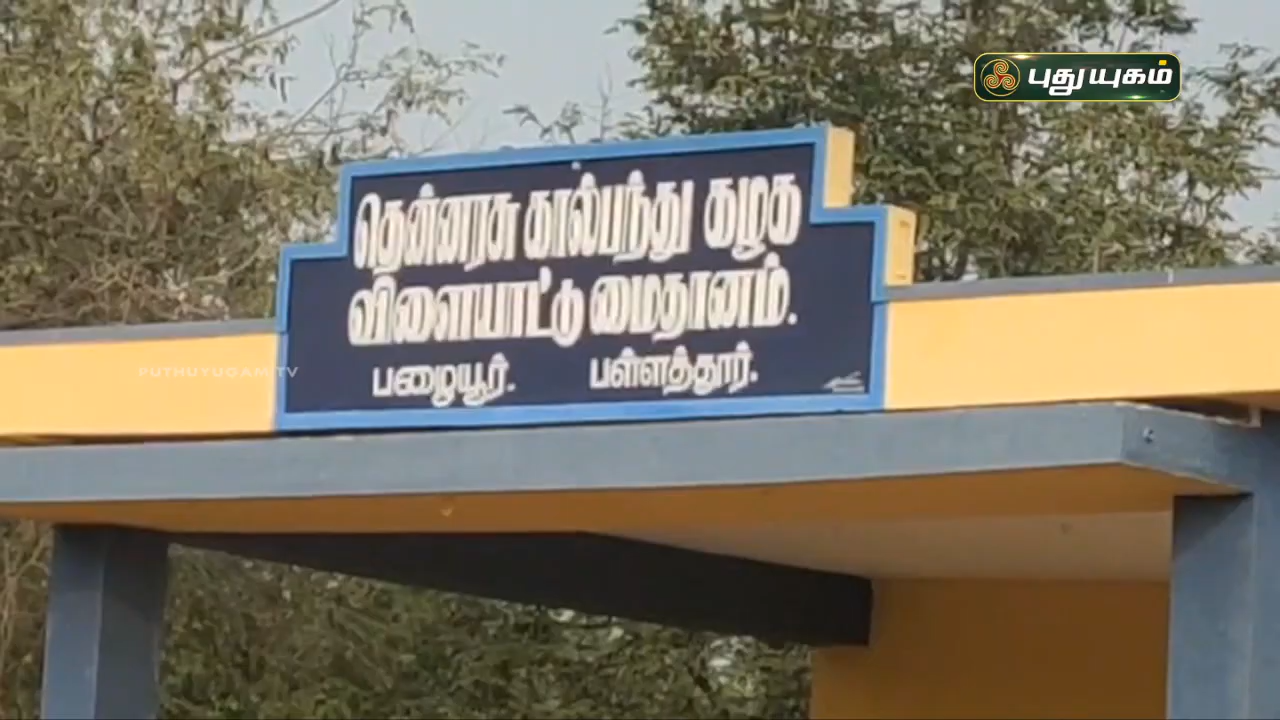 புதுயுகம்
தென்னரசு கால்பந்து கழக
விளையாட்டு மைதானம்.
பழையூர். பள்ளத்தூர்.
PUTHUYUGAM TV